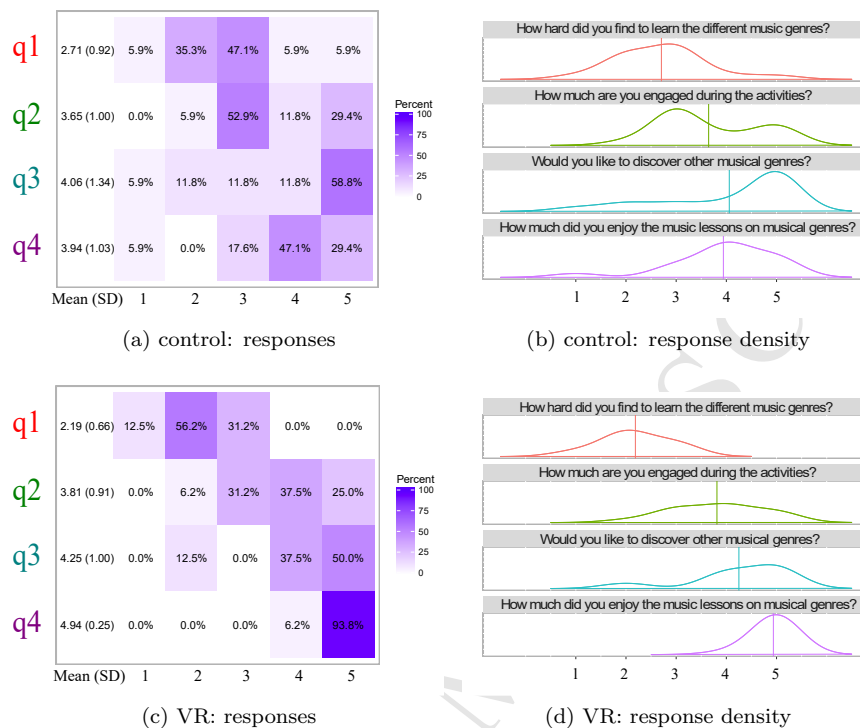 How hard did you find to learn the different music genres?
q1 2.71 (0.92) 5.9% 35.3% 47.1% 5.9% 5.9%
How much are you engaged during the activities?
q2 3.65 (1.00) 0.0% 5.9% 52.9% 11.8% 29.4%
Percent
100
75
50
25
0
Would you like to discover other musical genres?
q3 4.06 (1.34) 5.9% 11.8% 11.8% 11.8% 58.8%
How much did you enjoy the music lessons on musical genres?
q4 3.94 (1.03) 5.9% 0.0% 17.6% 47.1% 29.4%
Mean (SD) 1 2 3 4 5
1 2 3 4 5
(a) control: responses
(b) control: response density
How hard did you find to learn the different music genres?
q1 2.19 (0.66) 12.5% 56.2% 31.2% 0.0% 0.0%
How much are you engaged during the activities?
q2 3.81 (0.91) 0.0% 6.2% 31.2% 37.5% 25.0%
Percent
100
75
50
25
0
Would you like to discover other musical genres?
q3 4.25 (1.00) 0.0% 12.5% 0.0% 37.5% 50.0%
How much did you enjoy the music lessons on musical genres?
q4 4.94 (0.25) 0.0% 0.0% 0.0% 6.2% 93.8%
Mean (SD) 1 2 3 4 5
1 2 3 4 5
(c) VR: responses
(d) VR: response density